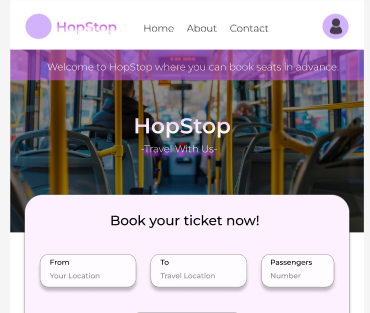 HopStop
Home About Contact
Welcome to HopStop where you can book seats in advance.
HopStop
-Travel With Us-
Book your ticket now!
From To Passengers
Your Location Travel Location Number